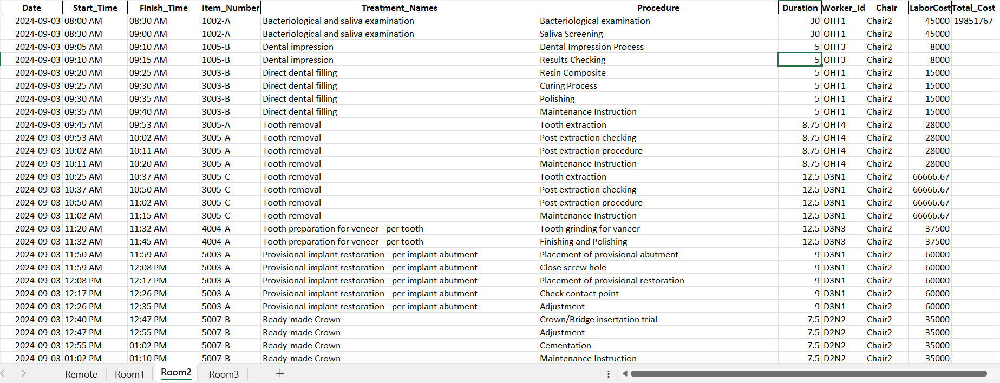 Date Start_Time Finish_Time Item_Number Treatment_Names Procedure Duration Worker_Id Chair LaborCost Total_Cost
2024-09-03 08:00 AM 08:30 AM 1002-A Bacteriological and saliva examination Bacteriological examination 30 OHT1 Chair2 45000 19851767
2024-09-03 08:30 AM 09:00 AM 1002-A Bacteriological and saliva examination Saliva Screening 30 OHT1 Chair2 45000
2024-09-03 09:05 AM 09:10 AM 1005-B Dental impression Dental Impression Process 5 OHT3 Chair2 8000
2024-09-03 09:10 AM 09:15 AM 1005-B Dental impression Results Checking 5 OHT3 Chair2 8000
2024-09-03 09:20 AM 09:25 AM 3003-B Direct dental filling Resin Composite 5 OHT1 Chair2 15000
2024-09-03 09:25 AM 09:30 AM 3003-B Direct dental filling Curing Process 5 OHT1 Chair2 15000
2024-09-03 09:30 AM 09:35 AM 3003-B Direct dental filling Polishing 5 OHT1 Chair2 15000
2024-09-03 09:35 AM 09:40 AM 3003-B Direct dental filling Maintenance Instruction 5 OHT1 Chair2 15000
2024-09-03 09:45 AM 09:53 AM 3005-A Tooth removal Tooth extraction 8.75 OHT4 Chair2 28000
2024-09-03 09:53 AM 10:02 AM 3005-A Tooth removal Post extraction checking 8.75 OHT4 Chair2 28000
2024-09-03 10:02 AM 10:11 AM 3005-A Tooth removal Post extraction procedure 8.75 OHT4 Chair2 28000
2024-09-03 10:11 AM 10:20 AM 3005-A Tooth removal Maintenance Instruction 8.75 OHT4 Chair2 28000
2024-09-03 10:25 AM 10:37 AM 3005-C Tooth removal Tooth extraction 12.5 D3N1 Chair2 66666.67
2024-09-03 10:37 AM 10:50 AM 3005-C Tooth removal Post extraction checking 12.5 D3N1 Chair2 66666.67
2024-09-03 10:50 AM 11:02 AM 3005-C Tooth removal Post extraction procedure 12.5 D3N1 Chair2 66666.67
2024-09-03 11:02 AM 11:15 AM 3005-C Tooth removal Maintenance Instruction 12.5 D3N1 Chair2 66666.67
2024-09-03 11:20 AM 11:32 AM 4004-A Tooth preparation for veneer - per tooth Tooth grinding for vaneer 12.5 D3N3 Chair2 37500
2024-09-03 11:32 AM 11:45 AM 4004-A Tooth preparation for veneer - per tooth Finishing and Polishing 12.5 D3N3 Chair2 37500
2024-09-03 11:50 AM 11:59 AM 5003-A Provisional implant restoration - per implant abutment Placement of provisional abutment 9 D3N1 Chair2 60000
2024-09-03 11:59 AM 12:08 PM 5003-A Provisional implant restoration - per implant abutment Close screw hole 9 D3N1 Chair2 60000
2024-09-03 12:08 PM 12:17 PM 5003-A Provisional implant restoration - per implant abutment Placement of provisional restoration 9 D3N1 Chair2 60000
2024-09-03 12:17 PM 12:26 PM 5003-A Provisional implant restoration - per implant abutment Check contact point 9 D3N1 Chair2 60000
2024-09-03 12:26 PM 12:35 PM 5003-A Provisional implant restoration - per implant abutment Adjustment 9 D3N1 Chair2 60000
2024-09-03 12:40 PM 12:47 PM 5007-B Ready-made Crown Crown/Bridge insertation trial 7.5 D2N2 Chair2 35000
2024-09-03 12:47 PM 12:55 PM 5007-B Ready-made Crown Adjustment 7.5 D2N2 Chair2 35000
2024-09-03 12:55 PM 01:02 PM 5007-B Ready-made Crown Cementation 7.5 D2N2 Chair2 35000
2024-09-03 01:02 PM 01:10 PM 5007-B Ready-made Crown Maintenance Instruction 7.5 D2N2 Chair2 35000
Remote Room1 Room2 Room3 +